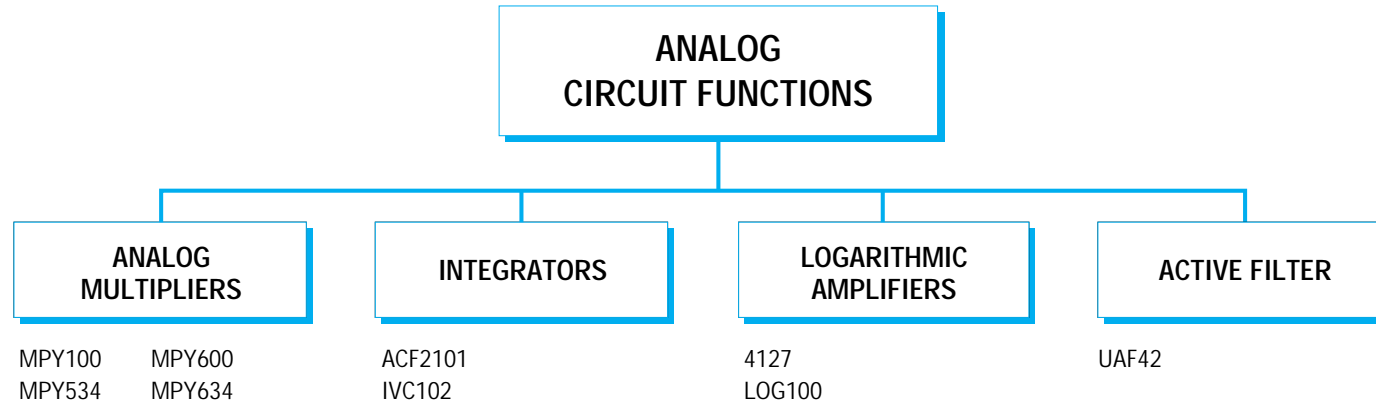 ANALOG
CIRCUIT FUNCTIONS
ANALOG
MULTIPLIERS
INTEGRATORS
LOGARITHMIC
AMPLIFIERS
ACTIVE FILTER
MPY100 MPY600
MPY534 MPY634
ACF2101
IVC102
4127
LOG100
UAF42